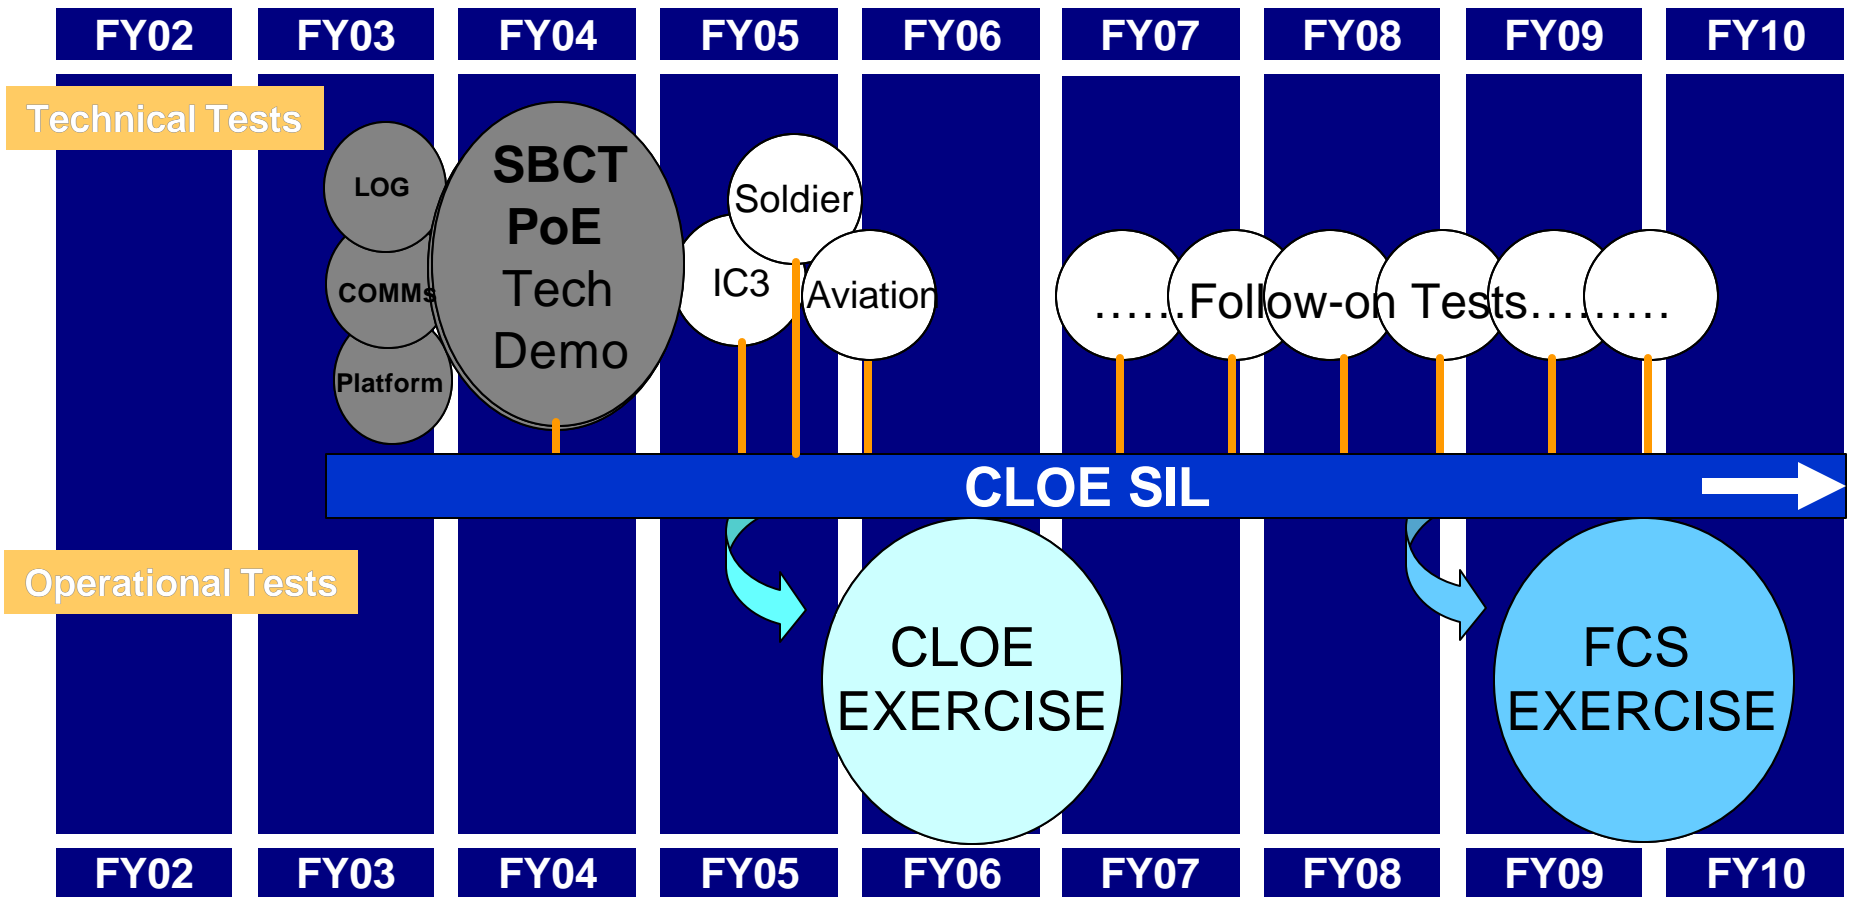 FY02 FY03 FY04 FY05 FY06 FY07 FY08 FY09 FY10
Technical Tests
LOG
COMMs
Platform
SBCT
PoE
Tech
Demo
Soldier
IC3
Aviation
……Follow-on Tests………
CLOE SIL
Operational Tests
CLOE
EXERCISE
FCS
EXERCISE
FY02 FY03 FY04 FY05 FY06 FY07 FY08 FY09 FY10